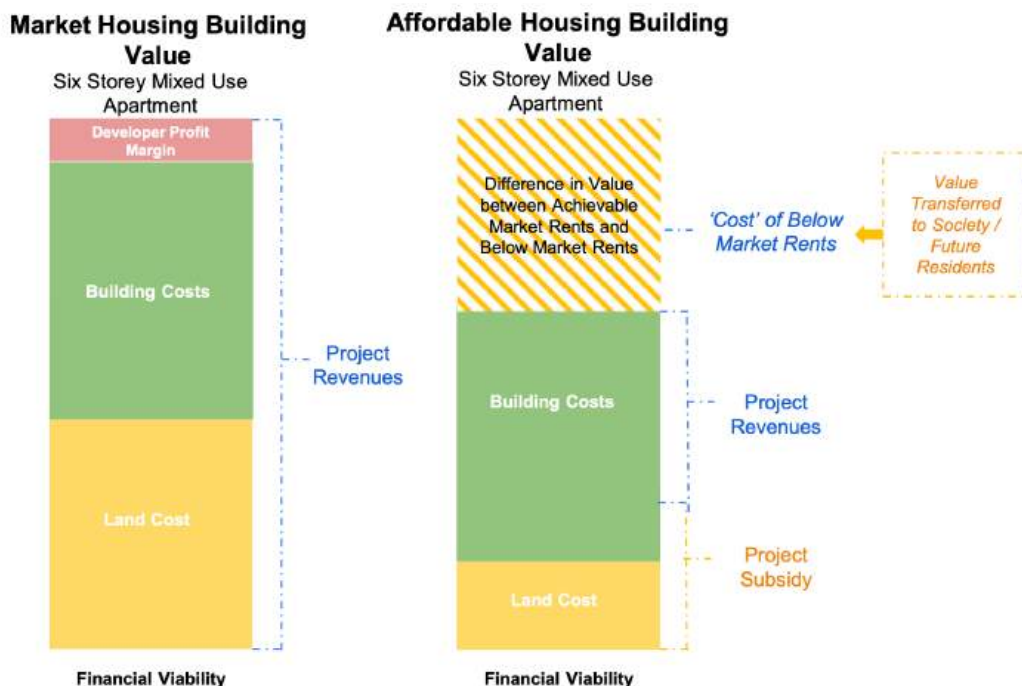 Market Housing Building
Value
Six Storey Mixed Use
Apartment
Developer Profit
Margin
Building Costs
Land Cost
Project
Revenues
Financial Viability
Affordable Housing Building
Value
Six Storey Mixed Use
Apartment
Difference in Value
between Achievable
Market Rents and
Below Market Rents
'Cost' of Below
Market Rents
Value
Transferred
to Society /
Future
Residents
Building Costs
Project
Revenues
Land Cost
Project
Subsidy
Financial Viability